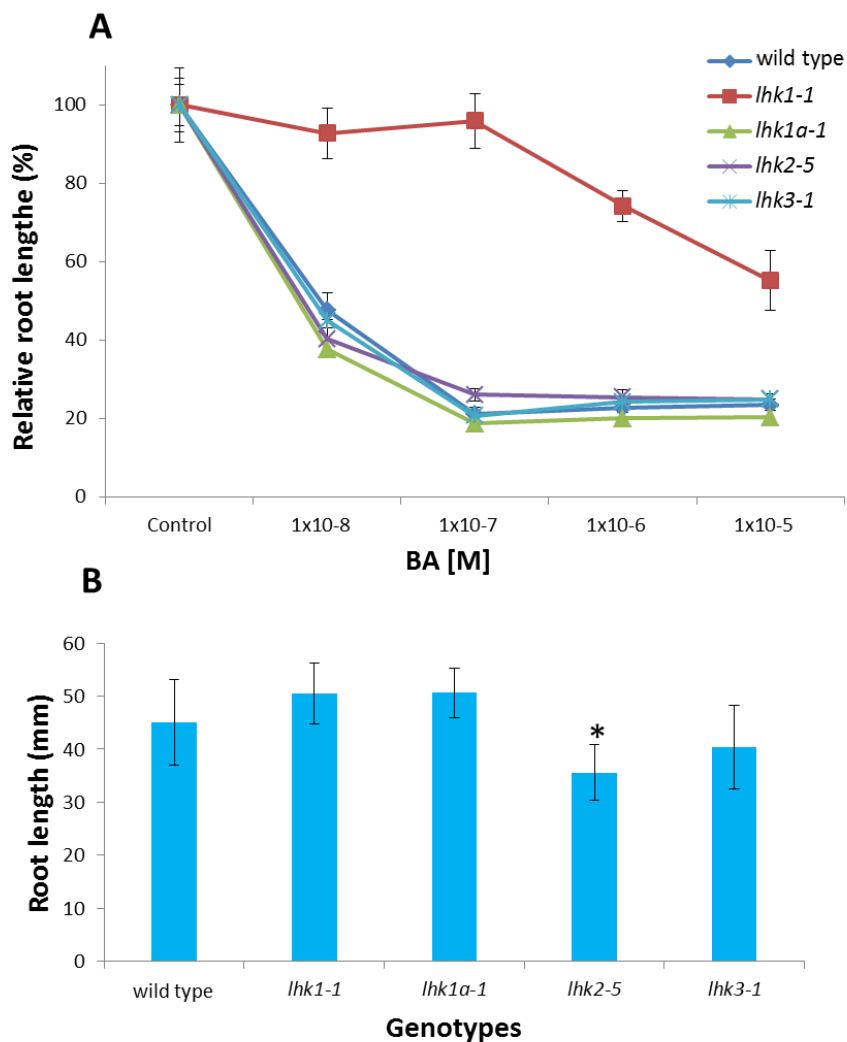 A
wild type
lhk1-1
lhk1a-1
lhk2-5
lhk3-1
Relative root lengthe (%)
100
80
60
40
20
0
Control 1x10-8 1x10-7 1x10-6 1x10-5
BA [M]
B
Root length (mm)
60
50
40
30
20
10
0
*
wild type lhk1-1 lhk1a-1 lhk2-5 lhk3-1
Genotypes